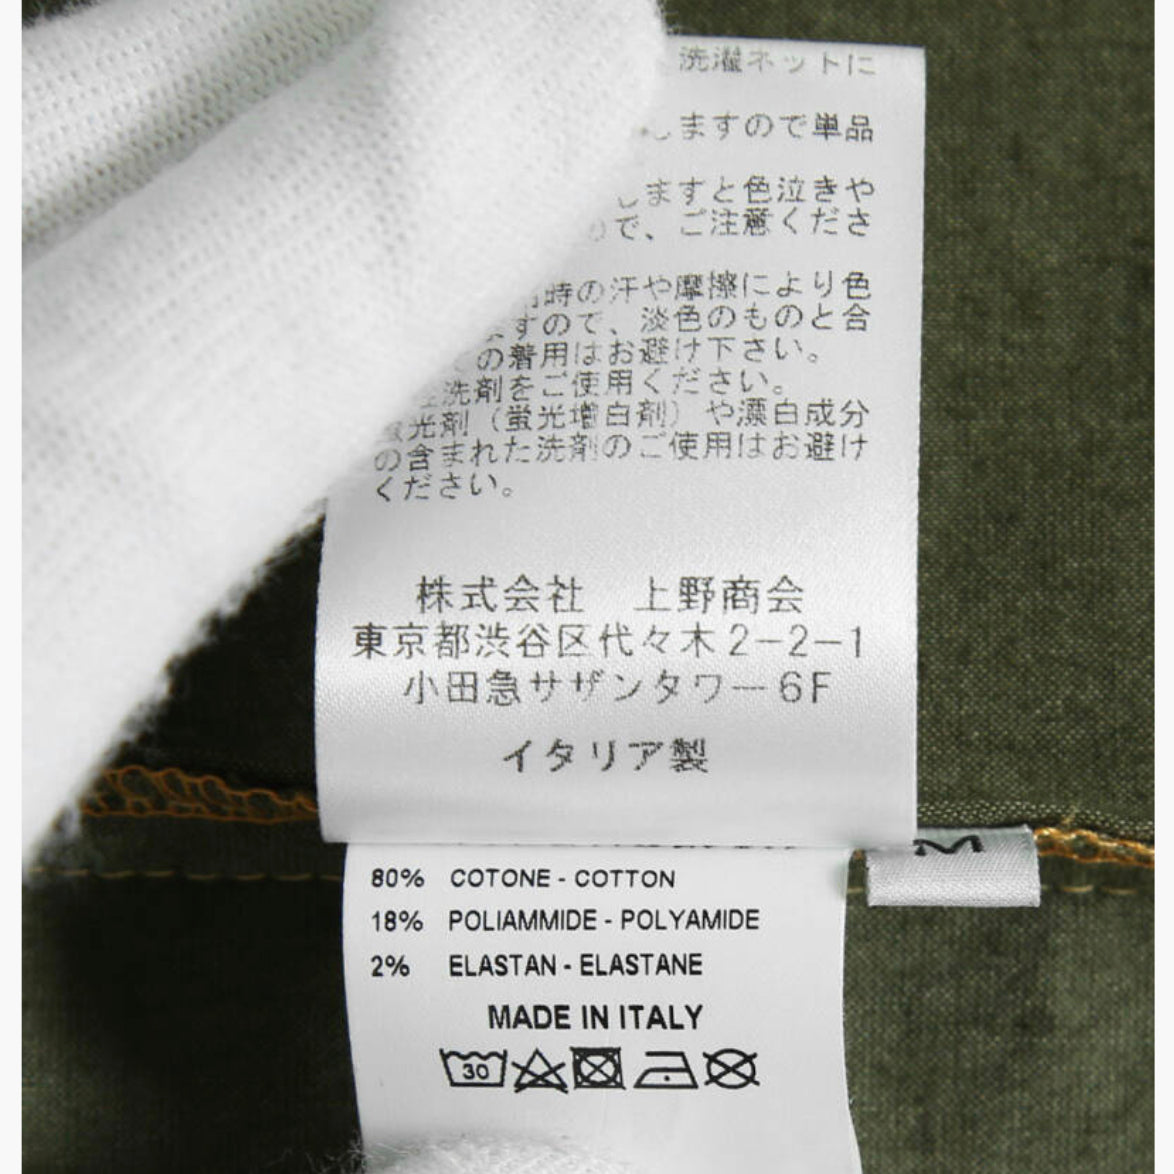 洗濯ネットに
しますので単品
しますと色泣きや
ので、ご注意くださ
時の汗や摩擦により色
ますので、淡色のものと合
の着用はお避け下さい。
洗剤をご使用ください。
蛍光剤（蛍光増白剤）や漂白成分
の含まれた洗剤のご使用はお避け
ください。
株式会社　上野商会
東京都渋谷区代々木2-2-1
小田急サザンタワー6F
イタリア製
M
80% COTONE - COTTON
18% POLIAMMIDE - POLYAMIDE
2% ELASTAN - ELASTANE
MADE IN ITALY
30